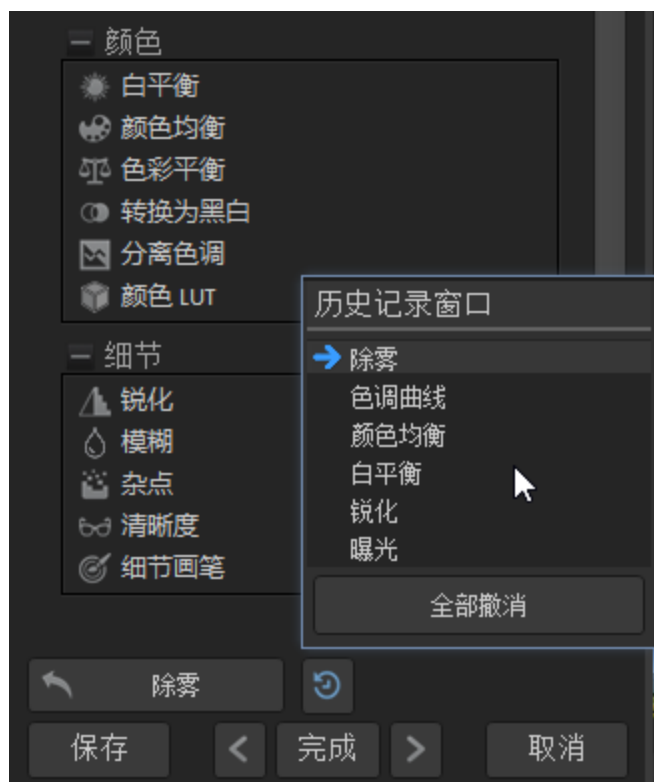 颜色
白平衡
颜色均衡
色彩平衡
转换为黑白
分离色调
颜色 LUT
细节
锐化
模糊
杂点
清晰度
细节画笔
历史记录窗口
除雾
色调曲线
颜色均衡
白平衡
锐化
曝光
全部撤消
除雾
保存
完成
取消